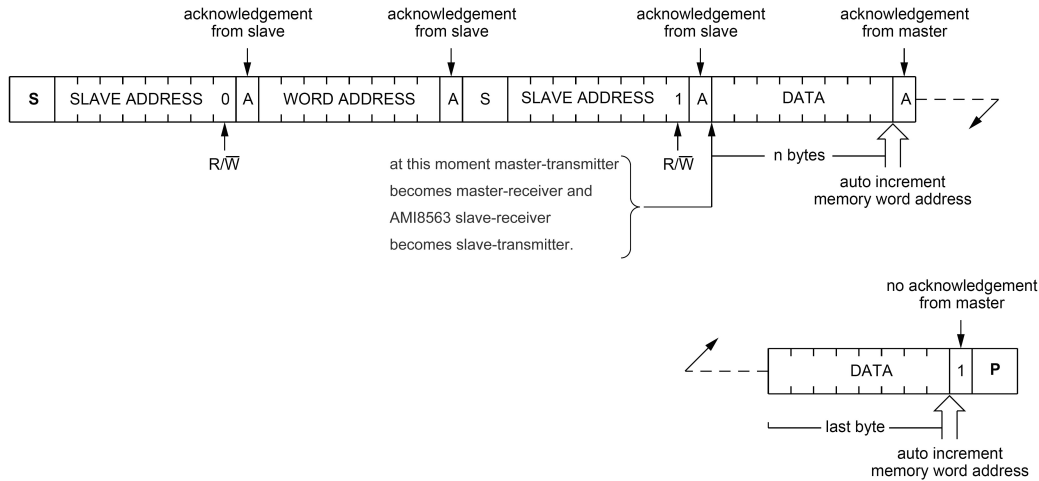 acknowledgement acknowledgement acknowledgement acknowledgement
from slave from slave from slave from master
S SLAVE ADDRESS 0 A WORD ADDRESS A S SLAVE ADDRESS 1 A DATA A
R/W̅ R/W̅ n bytes
at this moment master-transmitter
becomes master-receiver and
AMI8563 slave-receiver
becomes slave-transmitter.
auto increment
memory word address
no acknowledgement
from master
DATA 1 P
last byte
auto increment
memory word address